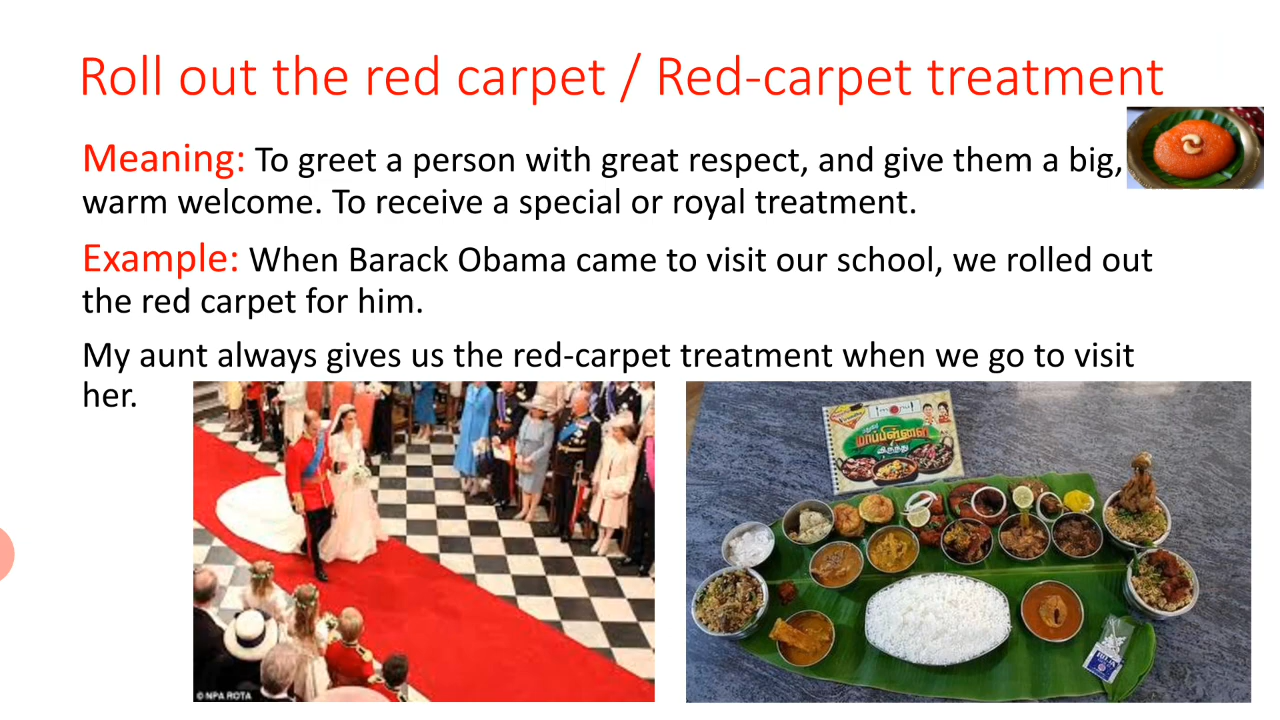 Roll out the red carpet / Red-carpet treatment
Meaning: To greet a person with great respect, and give them a big,
warm welcome. To receive a special or royal treatment.
Example: When Barack Obama came to visit our school, we rolled out
the red carpet for him.
My aunt always gives us the red-carpet treatment when we go to visit
her.
மாப்பிள்ளை
விருந்து
© NPA ROTA